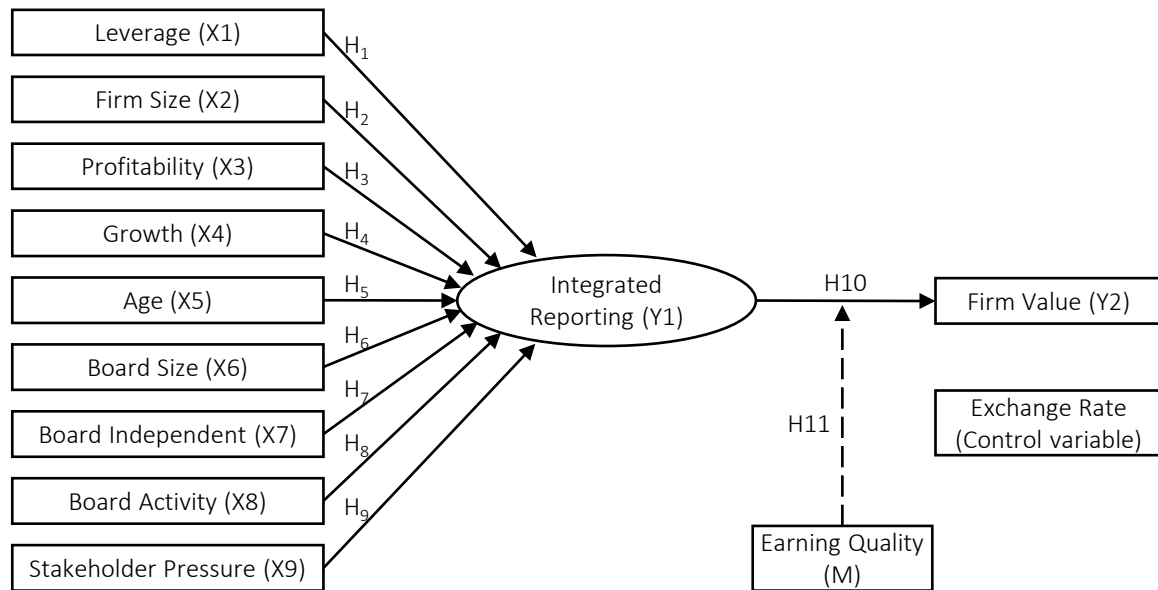 Leverage (X1)
H1
Firm Size (X2)
H2
Profitability (X3)
H3
Growth (X4)
H4
Age (X5)
H5
Board Size (X6)
H6
Board Independent (X7)
H7
Board Activity (X8)
H8
Stakeholder Pressure (X9)
H9
Integrated
Reporting (Y1)
H10
Firm Value (Y2)
H11
Exchange Rate
(Control variable)
Earning Quality
(M)